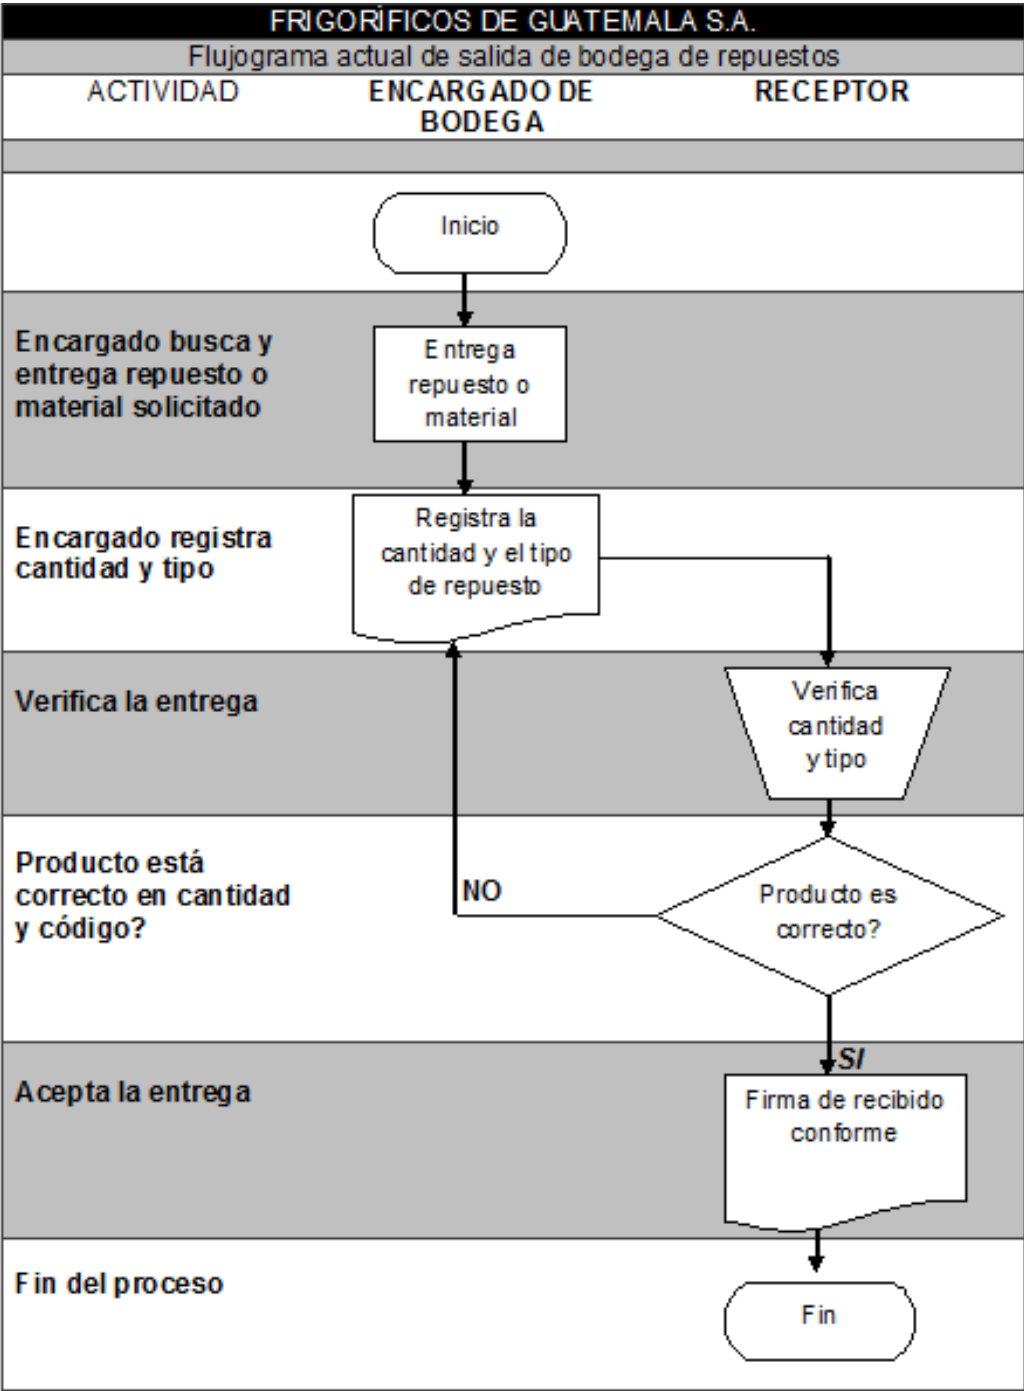 FRIGORÍFICOS DE GUATEMALA S.A.
Flujograma actual de salida de bodega de repuestos
ACTIVIDAD
ENCARGADO DE
BODEGA
RECEPTOR
Inicio
Encargado busca y
entrega repuesto o
material solicitado
Entrega
repuesto o
material
Encargado registra
cantidad y tipo
Registra la
cantidad y el tipo
de repuesto
Verifica la entrega
Verifica
cantidad
y tipo
Producto está
correcto en cantidad
y código?
NO
Producto es
correcto?
SI
Acepta la entrega
Firma de recibido
conforme
Fin del proceso
Fin